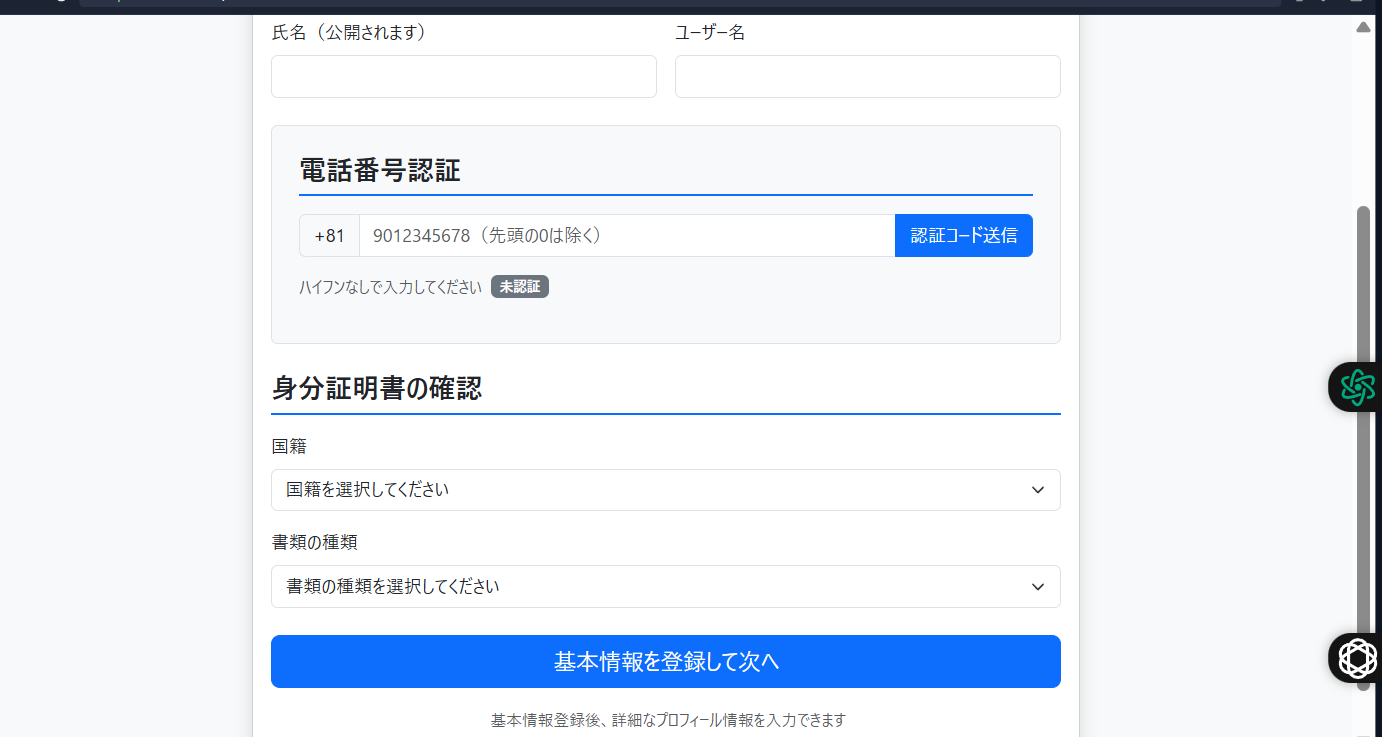 氏名（公開されます）
ユーザー名
電話番号認証
+81
9012345678（先頭の0は除く）
認証コード送信
ハイフンなしで入力してください
未認証
身分証明書の確認
国籍
国籍を選択してください
書類の種類
書類の種類を選択してください
基本情報を登録して次へ
基本情報登録後、詳細なプロフィール情報を入力できます